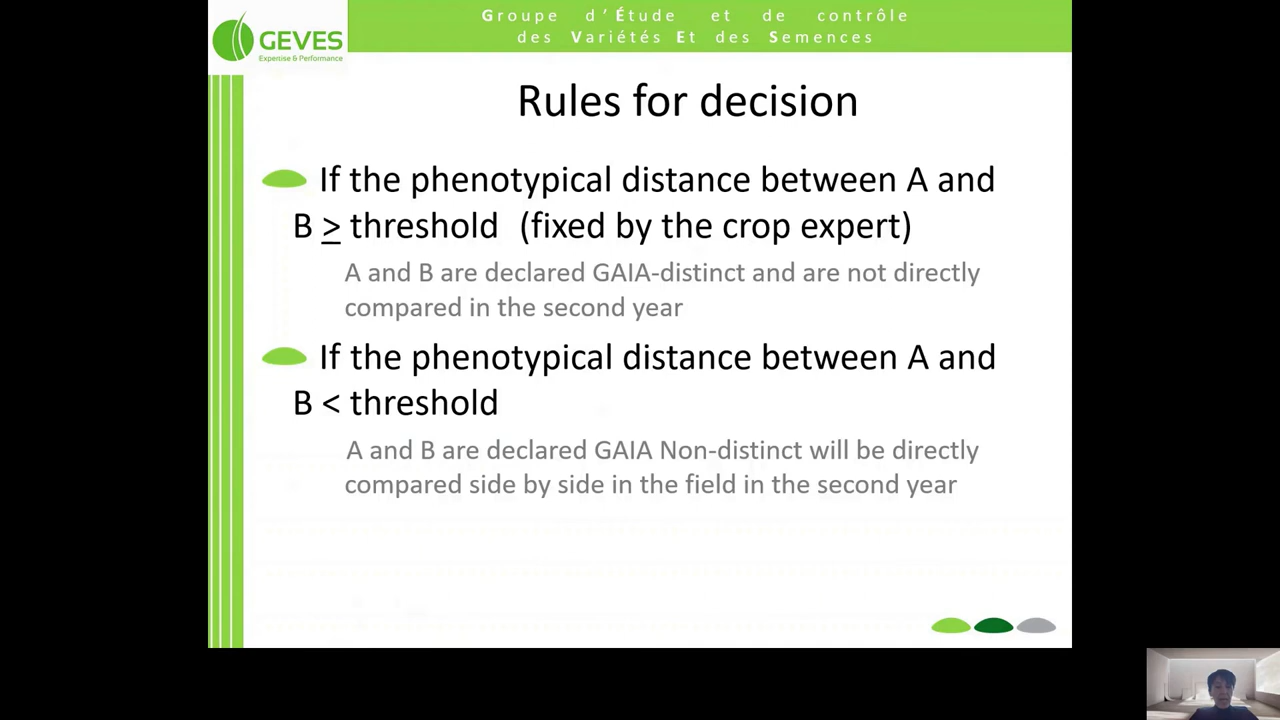 GEVES
Expertise & Performance
Groupe d'Étude et de contrôle
des Variétés Et des Semences
Rules for decision
If the phenotypical distance between A and
B > threshold (fixed by the crop expert)
A and B are declared GAIA-distinct and are not directly
compared in the second year
If the phenotypical distance between A and
B < threshold
A and B are declared GAIA Non-distinct will be directly
compared side by side in the field in the second year